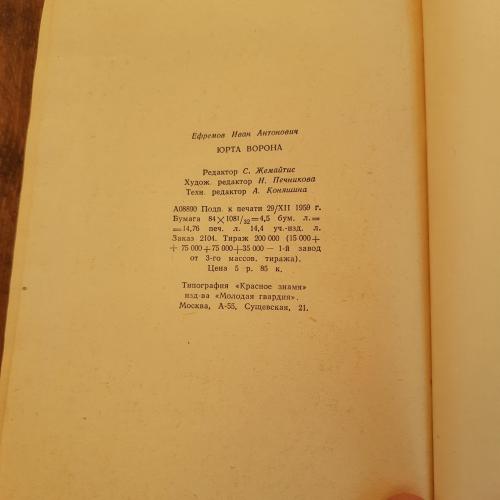 Ефремов Иван Антонович
ЮРТА ВОРОНА
Редактор С. Жемайтис
Худож. редактор Н. Печникова
Техн. редактор А. Коняшина
А08890 Подп. к печати 29/XII 1959 г.
Бумага 84×1081/32=4,5 бум. л.=
=14,76 печ. л. 14,4 уч.-изд. л.
Заказ 2104. Тираж 200 000 (15 000+
+ 75 000+75 000+35 000 — 1-й завод
от 3-го массов. тиража).
Цена 5 р. 85 к.
Типография «Красное знамя»
изд-ва «Молодая гвардия».
Москва, А-55, Сущевская, 21.